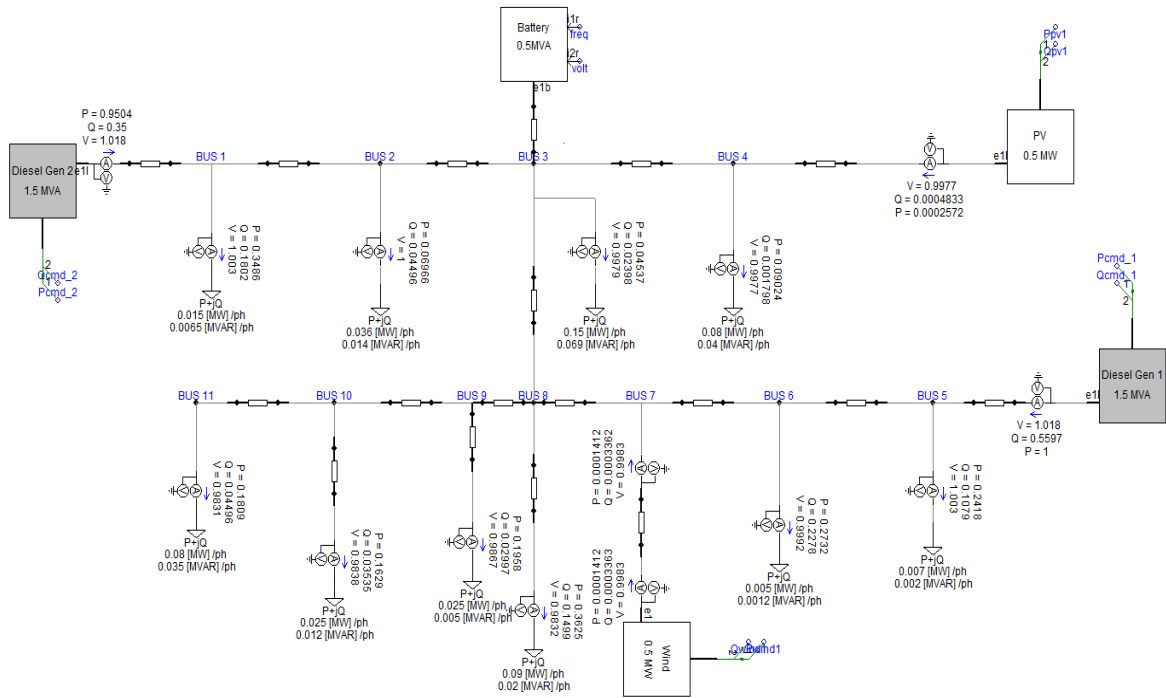 Battery
0.5MVA
i1r
freq
i2r
volt
e1b
Ppv1
Qpv1
1
2
PV
0.5 MW
e1l
V = 0.9977
Q = 0.0004833
P = 0.0002572
P = 0.9504
Q = 0.35
V = 1.018
Diesel Gen 2
1.5 MVA
e1l
2
1
Qcmd_2
Pcmd_2
BUS 1
BUS 2
BUS 3
BUS 4
P = 0.3486
Q = 0.1802
V = 1.003
P+jQ
0.015 [MW] /ph
0.0065 [MVAR] /ph
P = 0.06966
Q = 0.04496
V = 1
P+jQ
0.036 [MW] /ph
0.014 [MVAR] /ph
P = 0.04537
Q = 0.02398
V = 0.9979
P+jQ
0.15 [MW] /ph
0.069 [MVAR] /ph
P = 0.09024
Q = 0.001798
V = 0.9977
P+jQ
0.08 [MW] /ph
0.04 [MVAR] /ph
Pcmd_1
Qcmd_1
1
2
Diesel Gen 1
1.5 MVA
V = 1.018
Q = 0.5597
P = 1
BUS 11
BUS 10
BUS 9
BUS 8
BUS 7
BUS 6
BUS 5
P = 0.1809
Q = 0.04496
V = 0.9831
P+jQ
0.08 [MW] /ph
0.035 [MVAR] /ph
P = 0.1629
Q = 0.03535
V = 0.9838
P+jQ
0.025 [MW] /ph
0.012 [MVAR] /ph
P = 0.1958
Q = 0.02997
V = 0.9867
P+jQ
0.025 [MW] /ph
0.005 [MVAR] /ph
P = 0.3625
Q = 0.1499
V = 0.9832
P+jQ
0.09 [MW] /ph
0.02 [MVAR] /ph
P = 0.0001412
Q = 0.0003362
V = 0.9983
P = 0.0001412
Q = 0.0003363
V = 0.9983
e1
Wind
0.5 MW
P = 0.2732
Q = 0.2278
V = 0.9992
P+jQ
0.005 [MW] /ph
0.0012 [MVAR] /ph
P = 0.2418
Q = 0.1079
V = 1.003
P+jQ
0.007 [MW] /ph
0.002 [MVAR] /ph